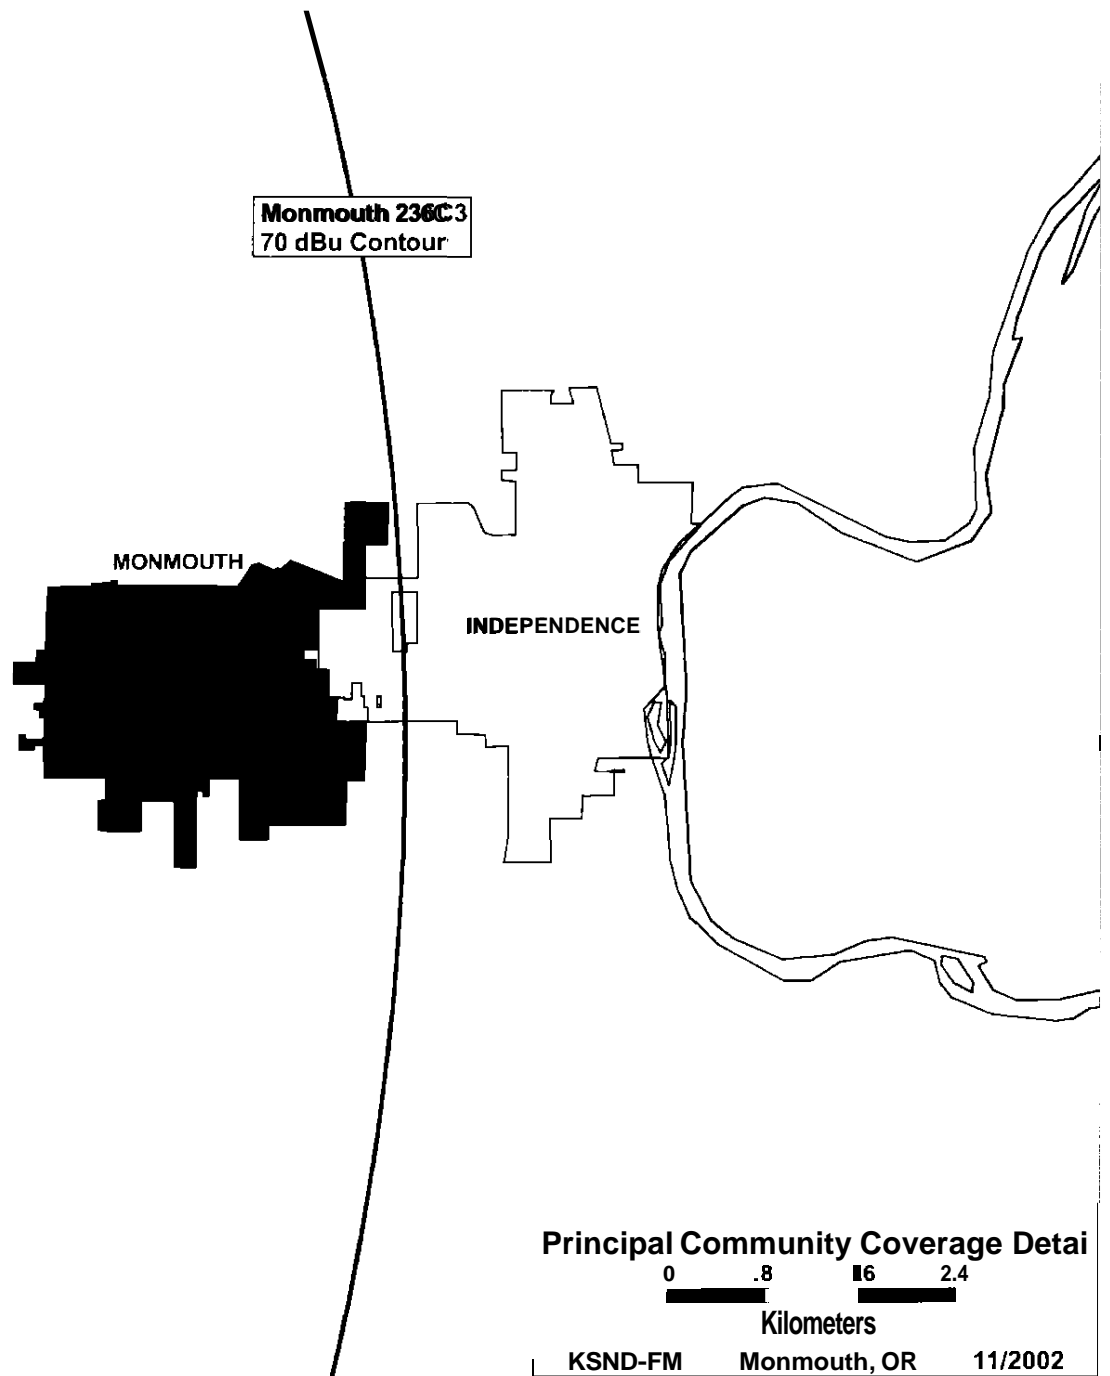 Monmouth 236C3
70 dBu Contour
MONMOUTH
INDEPENDENCE
Principal Community Coverage Detai
0 .8 1.6 2.4
Kilometers
KSND-FM Monmouth, OR 11/2002